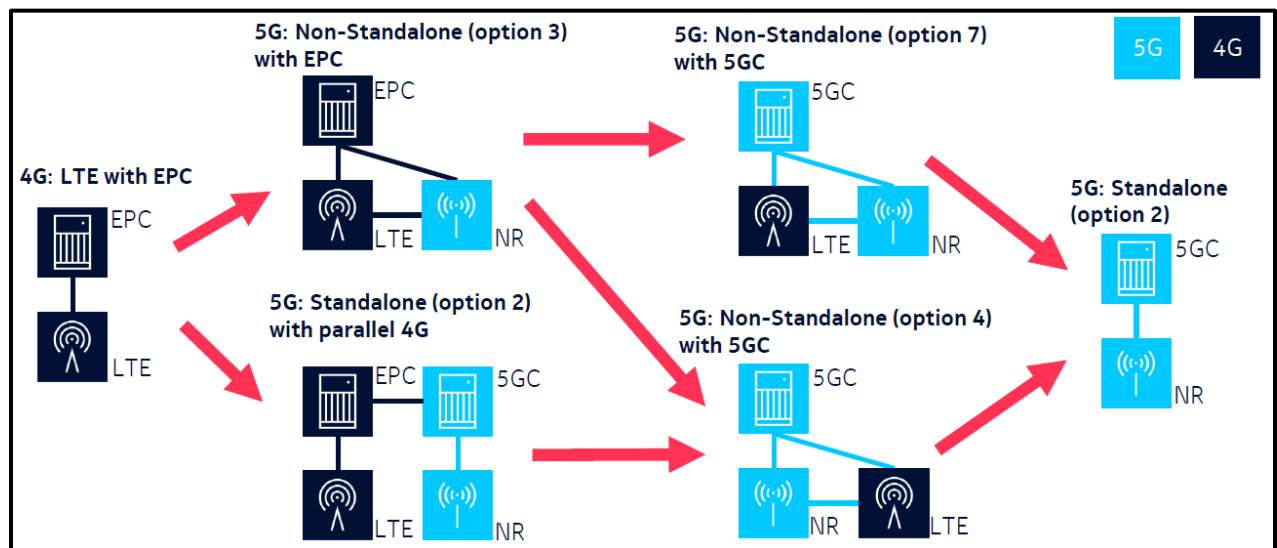 4G: LTE with EPC
EPC
LTE
5G: Non-Standalone (option 3)
with EPC
EPC
LTE
NR
5G: Standalone (option 2)
with parallel 4G
EPC
5GC
LTE
NR
5G: Non-Standalone (option 7)
with 5GC
5GC
LTE
NR
5G: Non-Standalone (option 4)
with 5GC
5GC
NR
LTE
5G: Standalone
(option 2)
5GC
NR
5G
4G